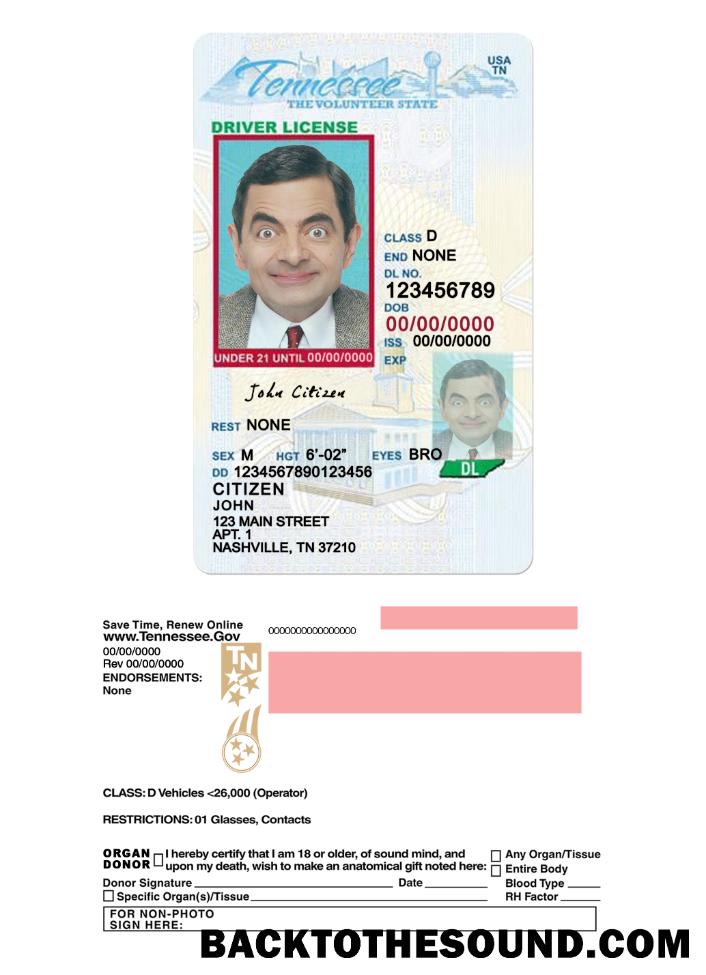 Tennessee
THE VOLUNTEER STATE
USA
TN
DRIVER LICENSE
CLASS D
END NONE
DL NO.
123456789
DOB
00/00/0000
ISS 00/00/0000
EXP
UNDER 21 UNTIL 00/00/0000
John Citizen
REST NONE
SEX M HGT 6'-02" EYES BRO
DL
DD 1234567890123456
CITIZEN
JOHN
123 MAIN STREET
APT. 1
NASHVILLE, TN 37210
Save Time, Renew Online
www.Tennessee.Gov
0000000000000000
00/00/0000
Rev 00/00/0000
ENDORSEMENTS:
None
TN
CLASS: D Vehicles <26,000 (Operator)
RESTRICTIONS: 01 Glasses, Contacts
ORGAN DONOR
I hereby certify that I am 18 or older, of sound mind, and
upon my death, wish to make an anatomical gift noted here:
Any Organ/Tissue
Entire Body
Donor Signature Date Blood Type
Specific Organ(s)/Tissue RH Factor
FOR NON-PHOTO
SIGN HERE:
BACKTOTHESOUND.COM